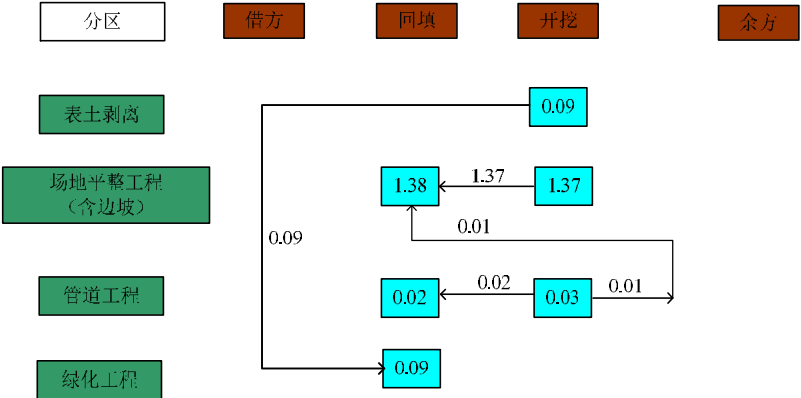 分区 借方 回填 开挖 余方
表土剥离 0.09
场地平整工程 1.38 1.37 1.37
（含边坡）
0.09 0.01
管道工程 0.02 0.02 0.03 0.01
绿化工程 0.09